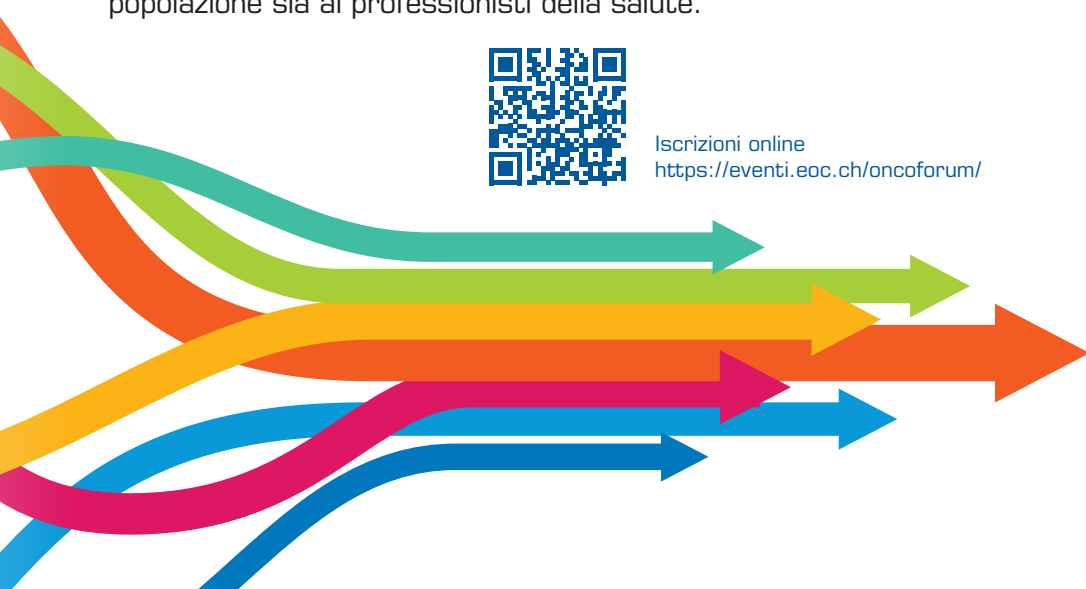 popolazione sia ai professionisti della salute.
Iscrizioni online
https://eventi.eoc.ch/oncoforum/